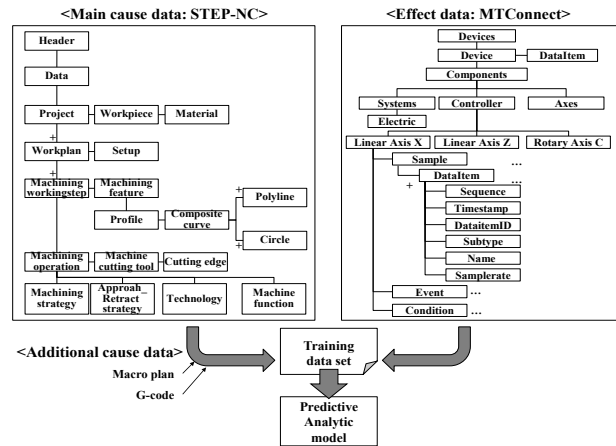 <Main cause data: STEP-NC>
Header
Data
Project
Workpiece
Material
+
Workplan
Setup
+
Machining
workingstep
Machining
feature
Profile
Composite
curve
+
Polyline
+
Circle
Machining
operation
Machine
cutting tool
Cutting edge
Machining
strategy
Approah_
Retract
strategy
Technology
Machine
function
<Effect data: MTConnect>
Devices
Device
DataItem
Components
Systems
Controller
Axes
Electric
Linear Axis X
Linear Axis Z
Rotary Axis C
Sample
...
DataItem
...
+
Sequence
Timestamp
DataitemID
Subtype
Name
Samplerate
Event
...
Condition
...
<Additional cause data>
Macro plan
G-code
Training
data set
Predictive
Analytic
model